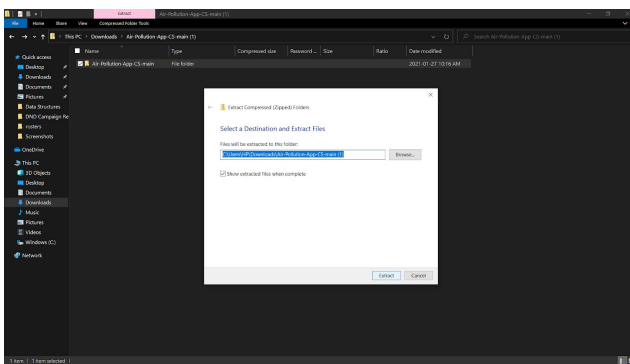 Extract
Air-Pollution-App-CS-main (1)
File
Home
Share
View
Compressed Folder Tools
This PC > Downloads > Air-Pollution-App-CS-main (1)
Search Air-Pollution-App-CS-main (1)
Name
Type
Compressed size
Password ...
Size
Ratio
Date modified
Air-Pollution-App-CS-main
File folder
2021-01-27 10:16 AM
Quick access
Desktop
Downloads
Documents
Pictures
Data Structures
DND Campaign Re
rosters
Screenshots
OneDrive
This PC
3D Objects
Desktop
Documents
Downloads
Music
Pictures
Videos
Windows (C:)
Network
Extract Compressed (Zipped) Folders
Select a Destination and Extract Files
Files will be extracted to this folder:
C:\Users\HP\Downloads\Air-Pollution-App-CS-main (1)
Browse...
Show extracted files when complete
Extract
Cancel
1 item
1 item selected